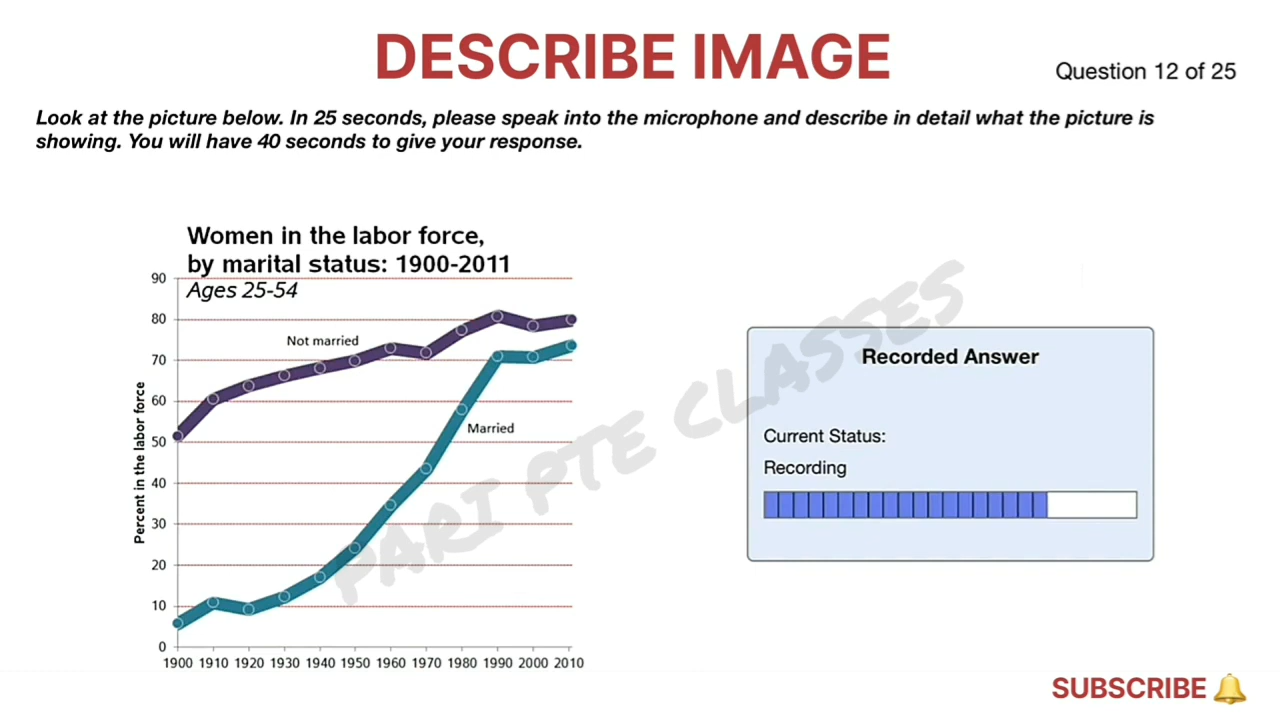 DESCRIBE IMAGE
Question 12 of 25
Look at the picture below. In 25 seconds, please speak into the microphone and describe in detail what the picture is
showing. You will have 40 seconds to give your response.
Women in the labor force,
by marital status: 1900-2011
Ages 25-54
90
80
70
60
50
40
30
20
10
0
Percent in the labor force
Not married
Married
1900 1910 1920 1930 1940 1950 1960 1970 1980 1990 2000 2010
PARI PTE CLASSES
Recorded Answer
Current Status:
Recording
SUBSCRIBE